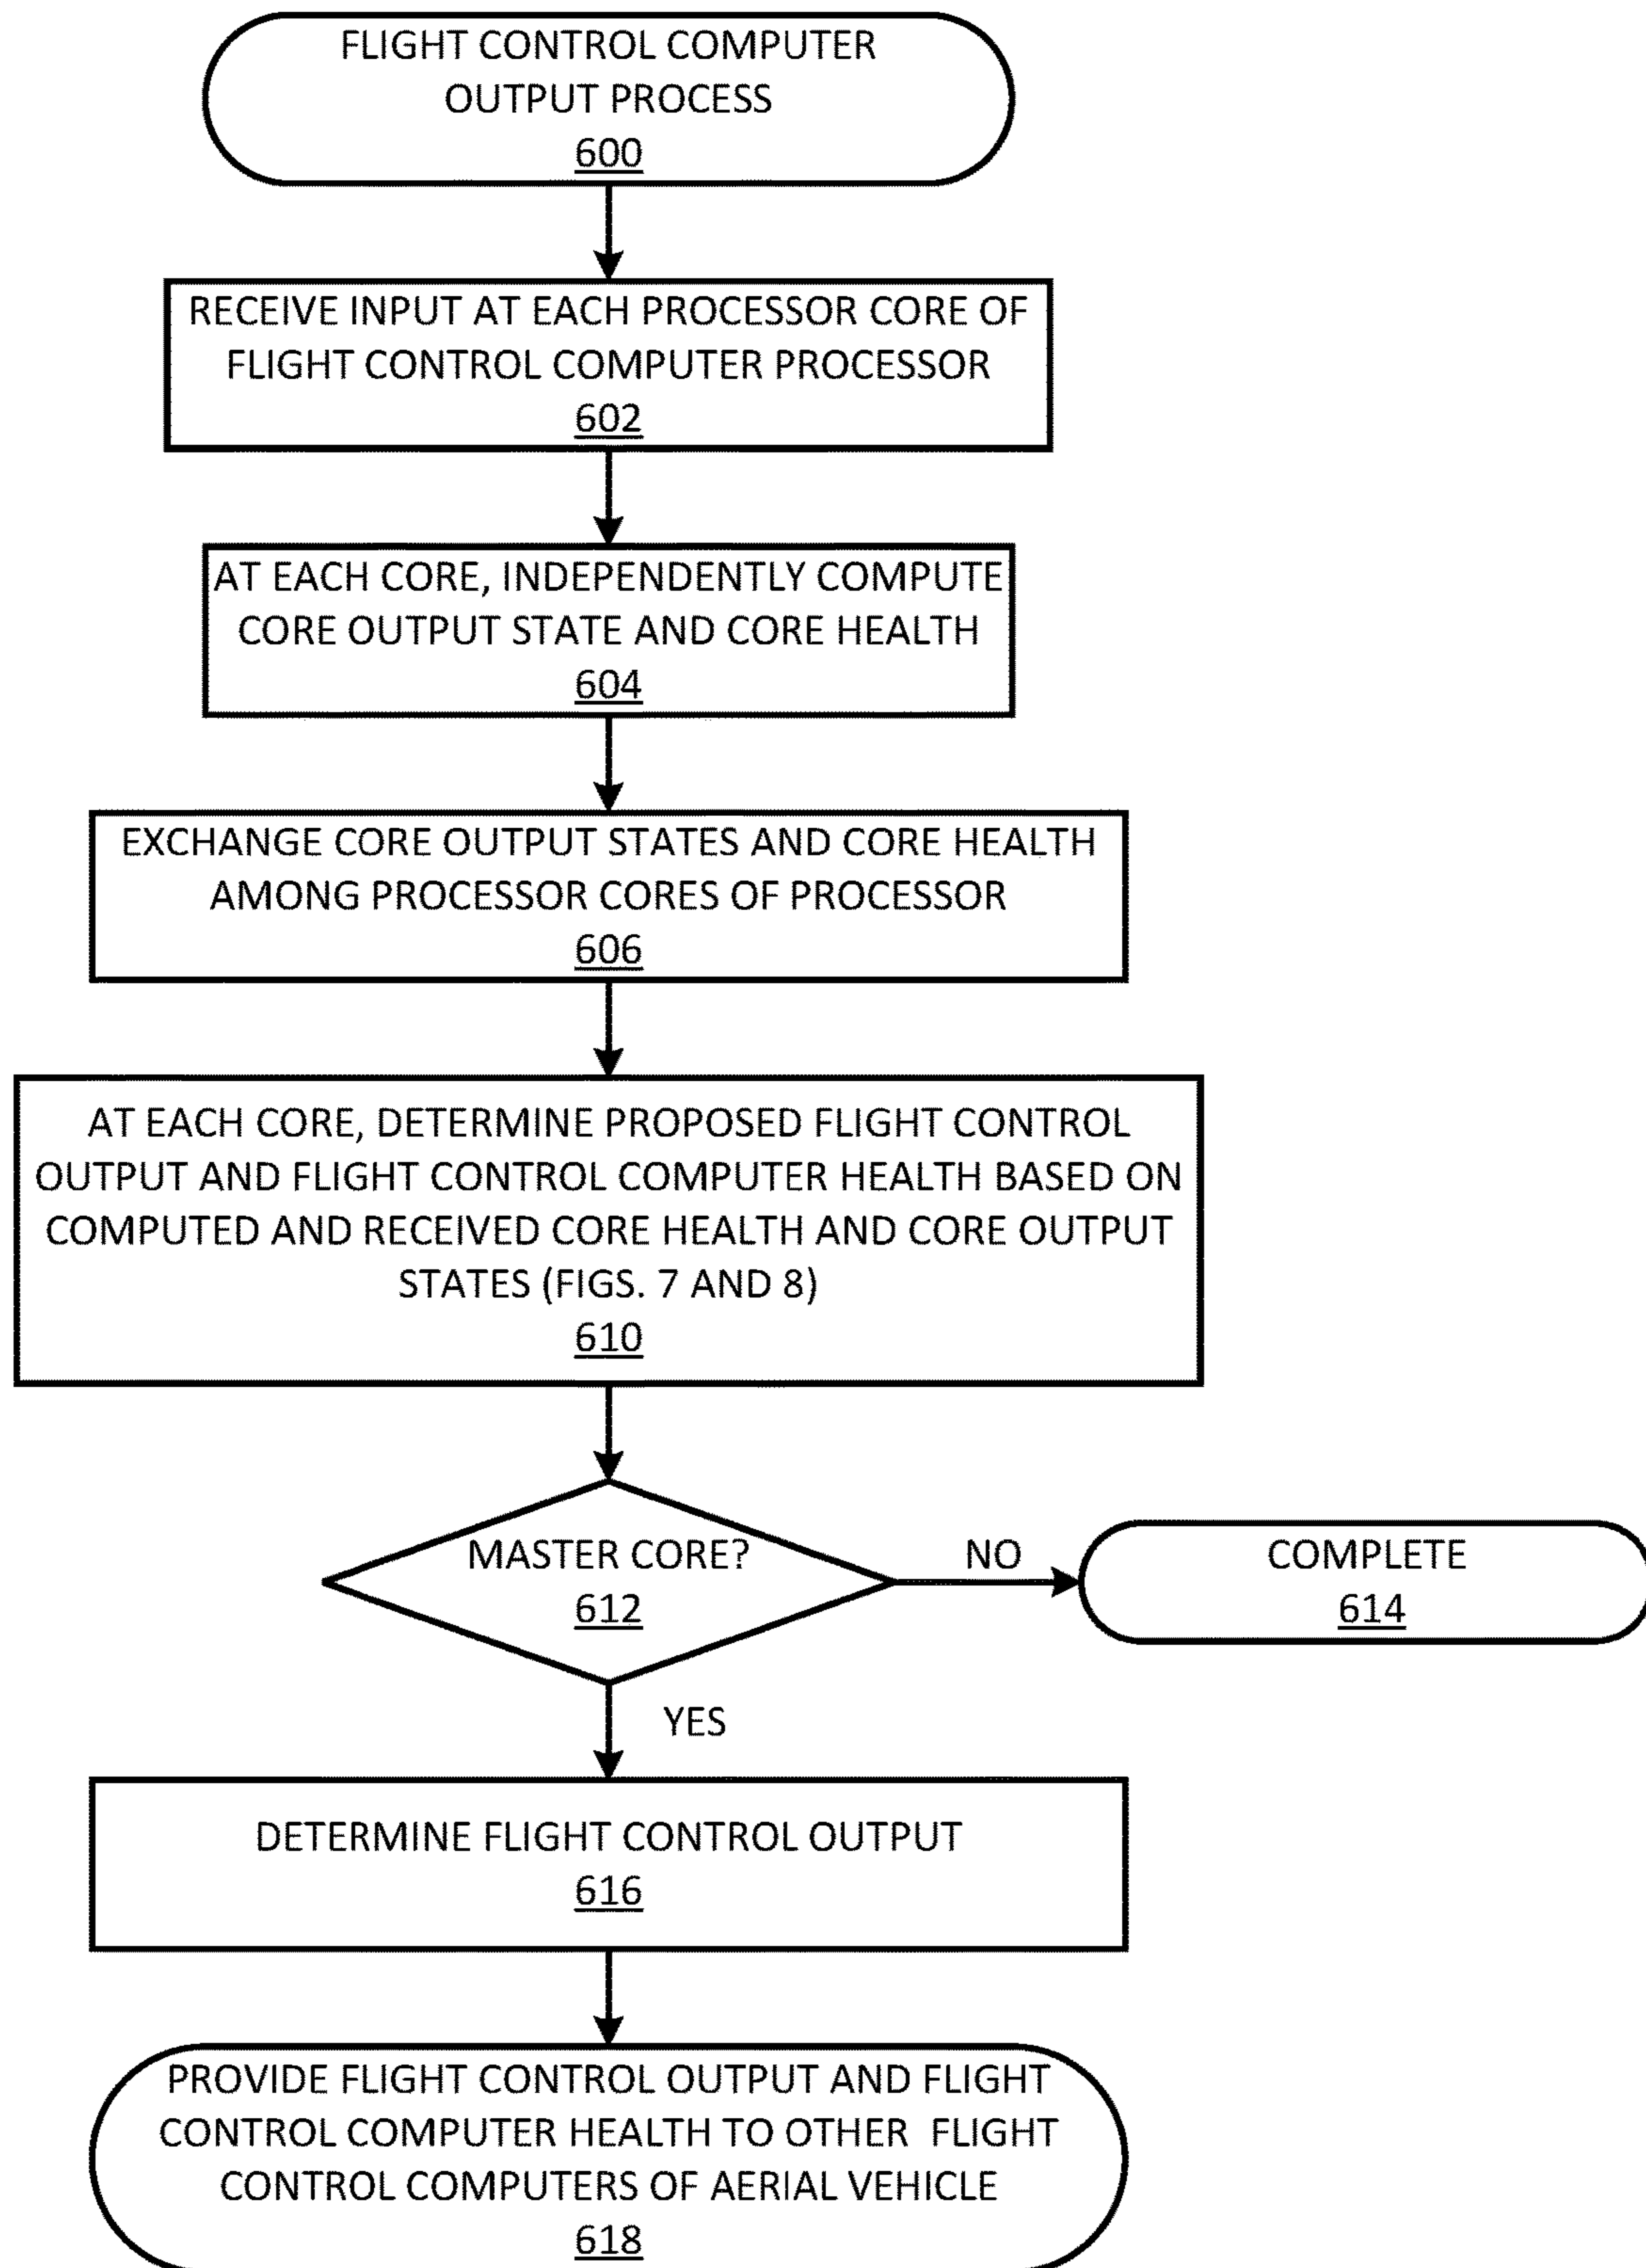 FLIGHT CONTROL COMPUTER
OUTPUT PROCESS
600
RECEIVE INPUT AT EACH PROCESSOR CORE OF
FLIGHT CONTROL COMPUTER PROCESSOR
602
AT EACH CORE, INDEPENDENTLY COMPUTE
CORE OUTPUT STATE AND CORE HEALTH
604
EXCHANGE CORE OUTPUT STATES AND CORE HEALTH
AMONG PROCESSOR CORES OF PROCESSOR
606
AT EACH CORE, DETERMINE PROPOSED FLIGHT CONTROL
OUTPUT AND FLIGHT CONTROL COMPUTER HEALTH BASED ON
COMPUTED AND RECEIVED CORE HEALTH AND CORE OUTPUT
STATES (FIGS. 7 AND 8)
610
MASTER CORE?
612
NO
COMPLETE
614
YES
DETERMINE FLIGHT CONTROL OUTPUT
616
PROVIDE FLIGHT CONTROL OUTPUT AND FLIGHT
CONTROL COMPUTER HEALTH TO OTHER FLIGHT
CONTROL COMPUTERS OF AERIAL VEHICLE
618